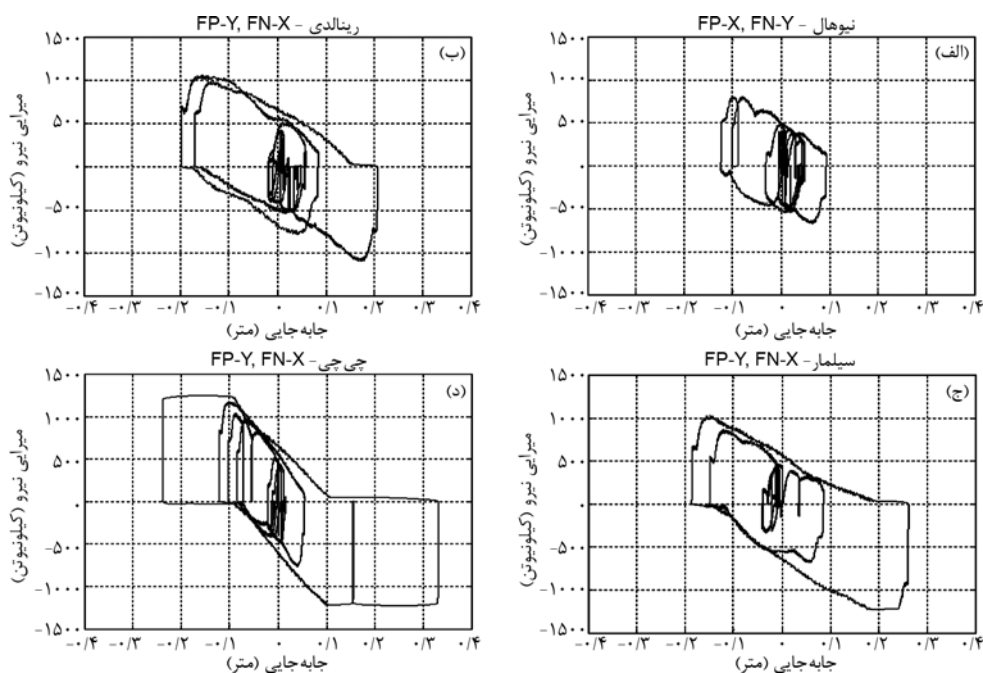 نیوهال - FP-X, FN-Y
(الف)
میرایی نیرو (کیلونیوتن)
۱۵۰۰
۱۰۰۰
۵۰۰
۰
-۵۰۰
-۱۰۰۰
-۱۵۰۰
-۰/۴ -۰/۳ -۰/۲ -۰/۱ ۰ ۰/۱ ۰/۲ ۰/۳ ۰/۴
جابه‌جایی (متر)
رینالدی - FP-Y, FN-X
(ب)
میرایی نیرو (کیلونیوتن)
۱۵۰۰
۱۰۰۰
۵۰۰
۰
-۵۰۰
-۱۰۰۰
-۱۵۰۰
-۰/۴ -۰/۳ -۰/۲ -۰/۱ ۰ ۰/۱ ۰/۲ ۰/۳ ۰/۴
جابه‌جایی (متر)
سیلمار - FP-Y, FN-X
(ج)
میرایی نیرو (کیلونیوتن)
۱۵۰۰
۱۰۰۰
۵۰۰
۰
-۵۰۰
-۱۰۰۰
-۱۵۰۰
-۰/۴ -۰/۳ -۰/۲ -۰/۱ ۰ ۰/۱ ۰/۲ ۰/۳ ۰/۴
جابه‌جایی (متر)
چی‌چی - FP-Y, FN-X
(د)
میرایی نیرو (کیلونیوتن)
۱۵۰۰
۱۰۰۰
۵۰۰
۰
-۵۰۰
-۱۰۰۰
-۱۵۰۰
-۰/۴ -۰/۳ -۰/۲ -۰/۱ ۰ ۰/۱ ۰/۲ ۰/۳ ۰/۴
جابه‌جایی (متر)